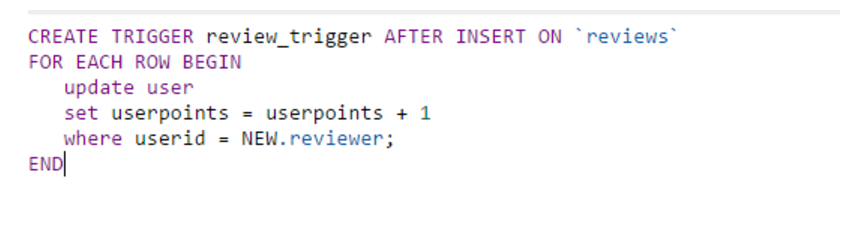 CREATE TRIGGER review_trigger AFTER INSERT ON `reviews`
FOR EACH ROW BEGIN
update user
set userpoints = userpoints + 1
where userid = NEW.reviewer;
END